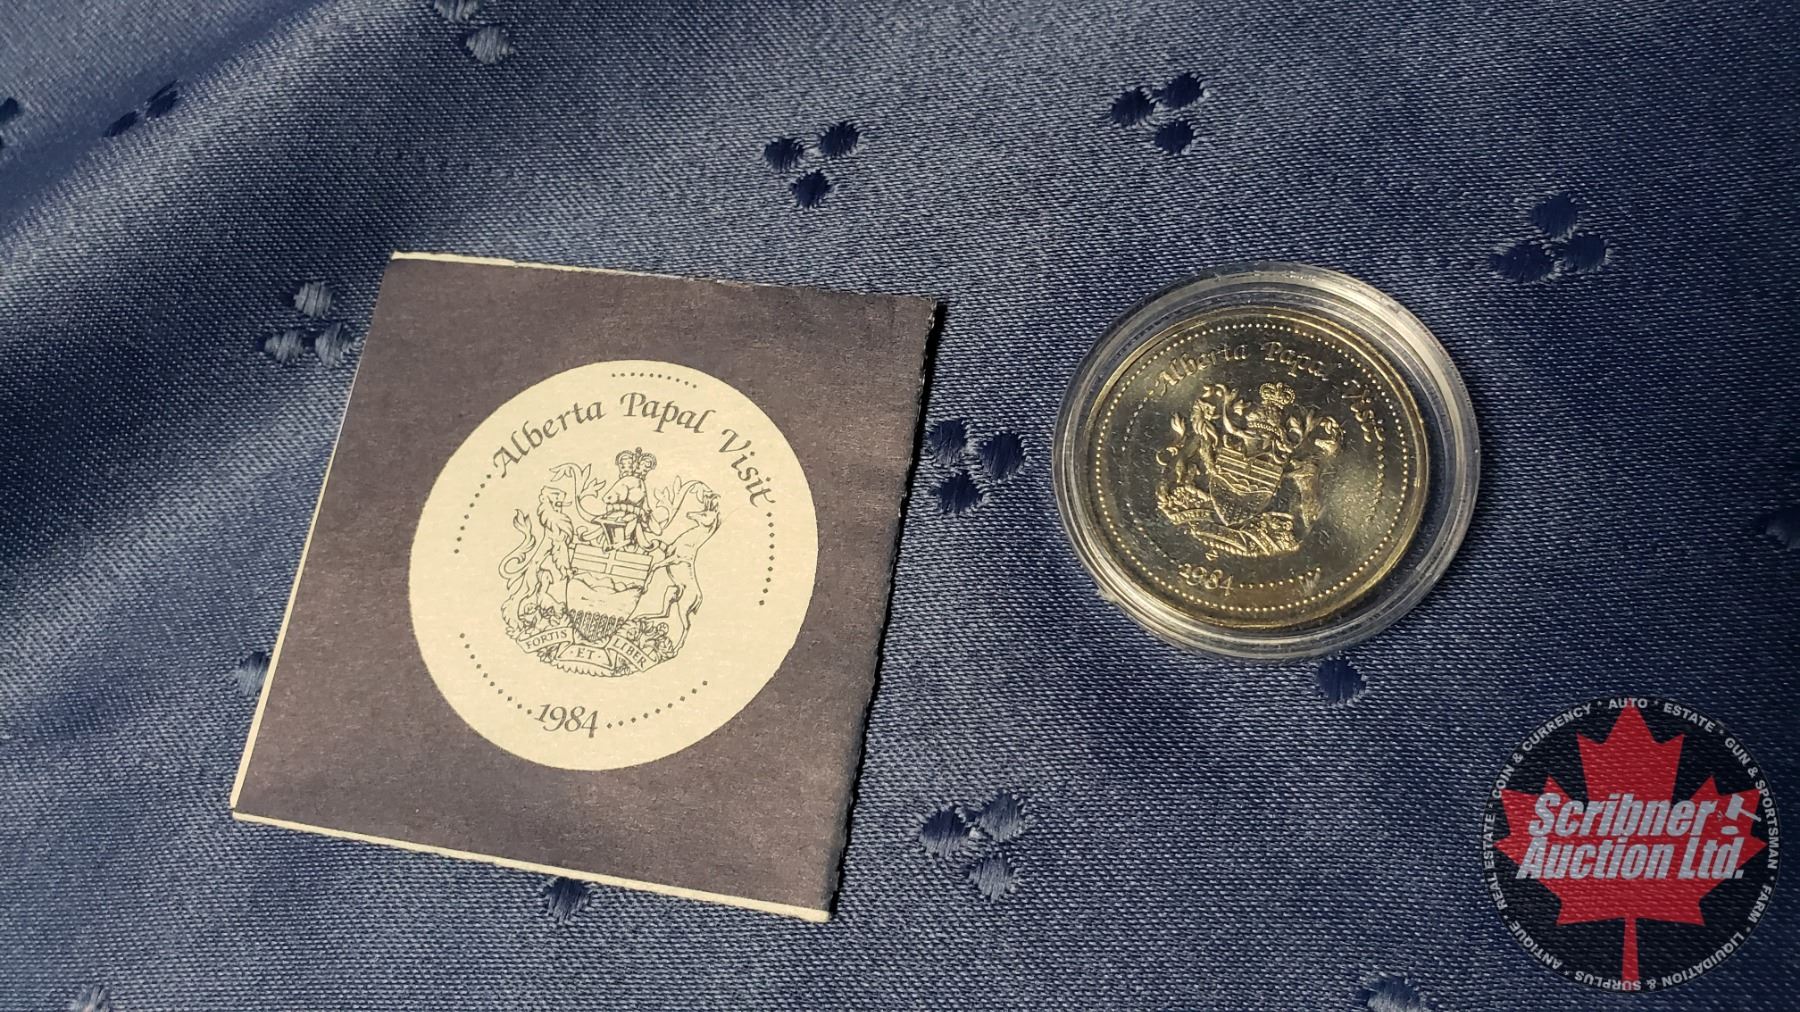 Alberta Papal Visit
FORTIS
ET
LIBER
1984
Alberta Papal Visit
1984
Scribner !
Auction Ltd.
REAL ESTATE * COIN & CURRENCY * AUTO * ESTATE * GUN & SPORTSMAN * FARM * LIQUIDATION & SURPLUS * ANTIQUE *